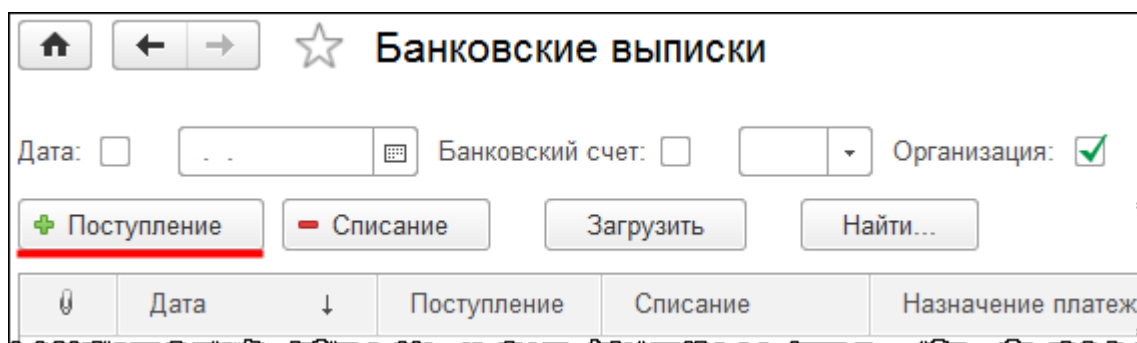 Банковские выписки
Дата: . . Банковский счет: Организация:
Поступление Списание Загрузить Найти...
Дата ↓ Поступление Списание Назначение платеж